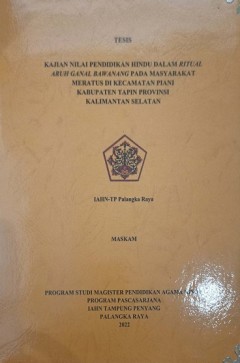 TESIS
KAJIAN NILAI PENDIDIKAN HINDU DALAM RITUAL
ARUH GANAL BAWANANG PADA MASYARAKAT
MERATUS DI KECAMATAN PIANI
KABUPATEN TAPIN PROVINSI
KALIMANTAN SELATAN
IAHN-TP Palangka Raya
MASKAM
PROGRAM STUDI MAGISTER PENDIDIKAN AGAMA
PROGRAM PASCASARJANA
IAHN TAMPUNG PENYANG
PALANGKA RAYA
2022